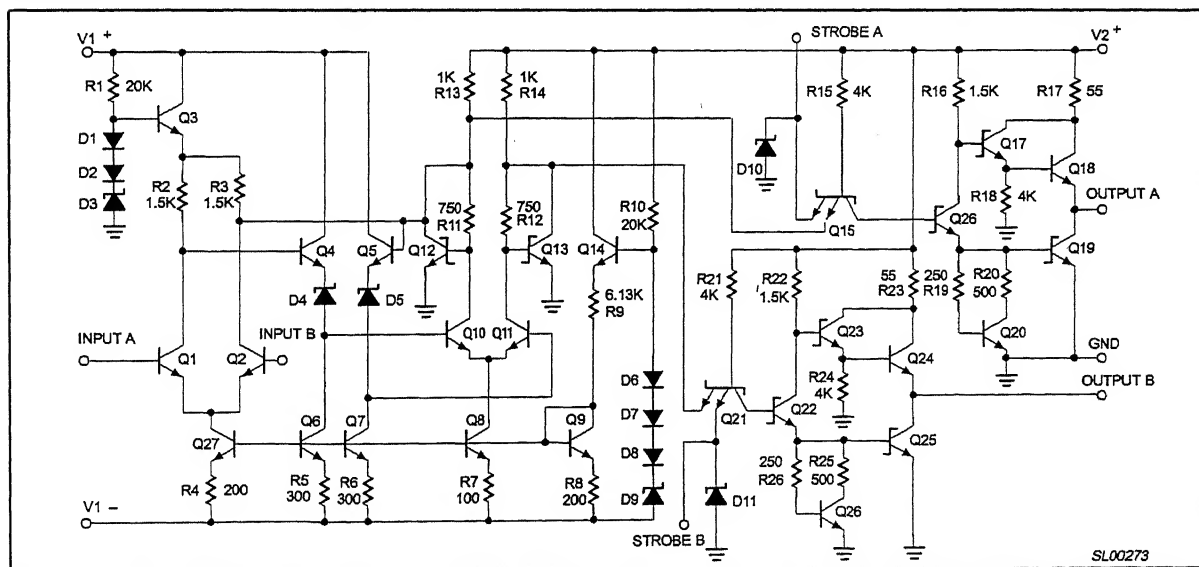 V1 +
STROBE A
V2 +
R1 20K
Q3
D1
D2
D3
R2 1.5K
R3 1.5K
1K R13
1K R14
R15 4K
R16 1.5K
R17 55
D10
Q17
Q18
R18 4K
OUTPUT A
Q4
Q5
Q12
750 R11
750 R12
Q13
Q14
R10 20K
Q15
Q26
Q19
D4
D5
6.13K R9
R21 4K
R22 1.5K
55 R23
250 R19
R20 500
INPUT A
INPUT B
Q1
Q2
Q10
Q11
Q23
Q24
Q20
GND
OUTPUT B
R24 4K
D6
D7
D8
D9
Q21
Q22
Q25
Q27
Q6
Q7
Q8
Q9
R4 200
R5 300
R6 300
R7 100
R8 200
250 R26
R25 500
Q26
D11
V1 -
STROBE B
SL00273